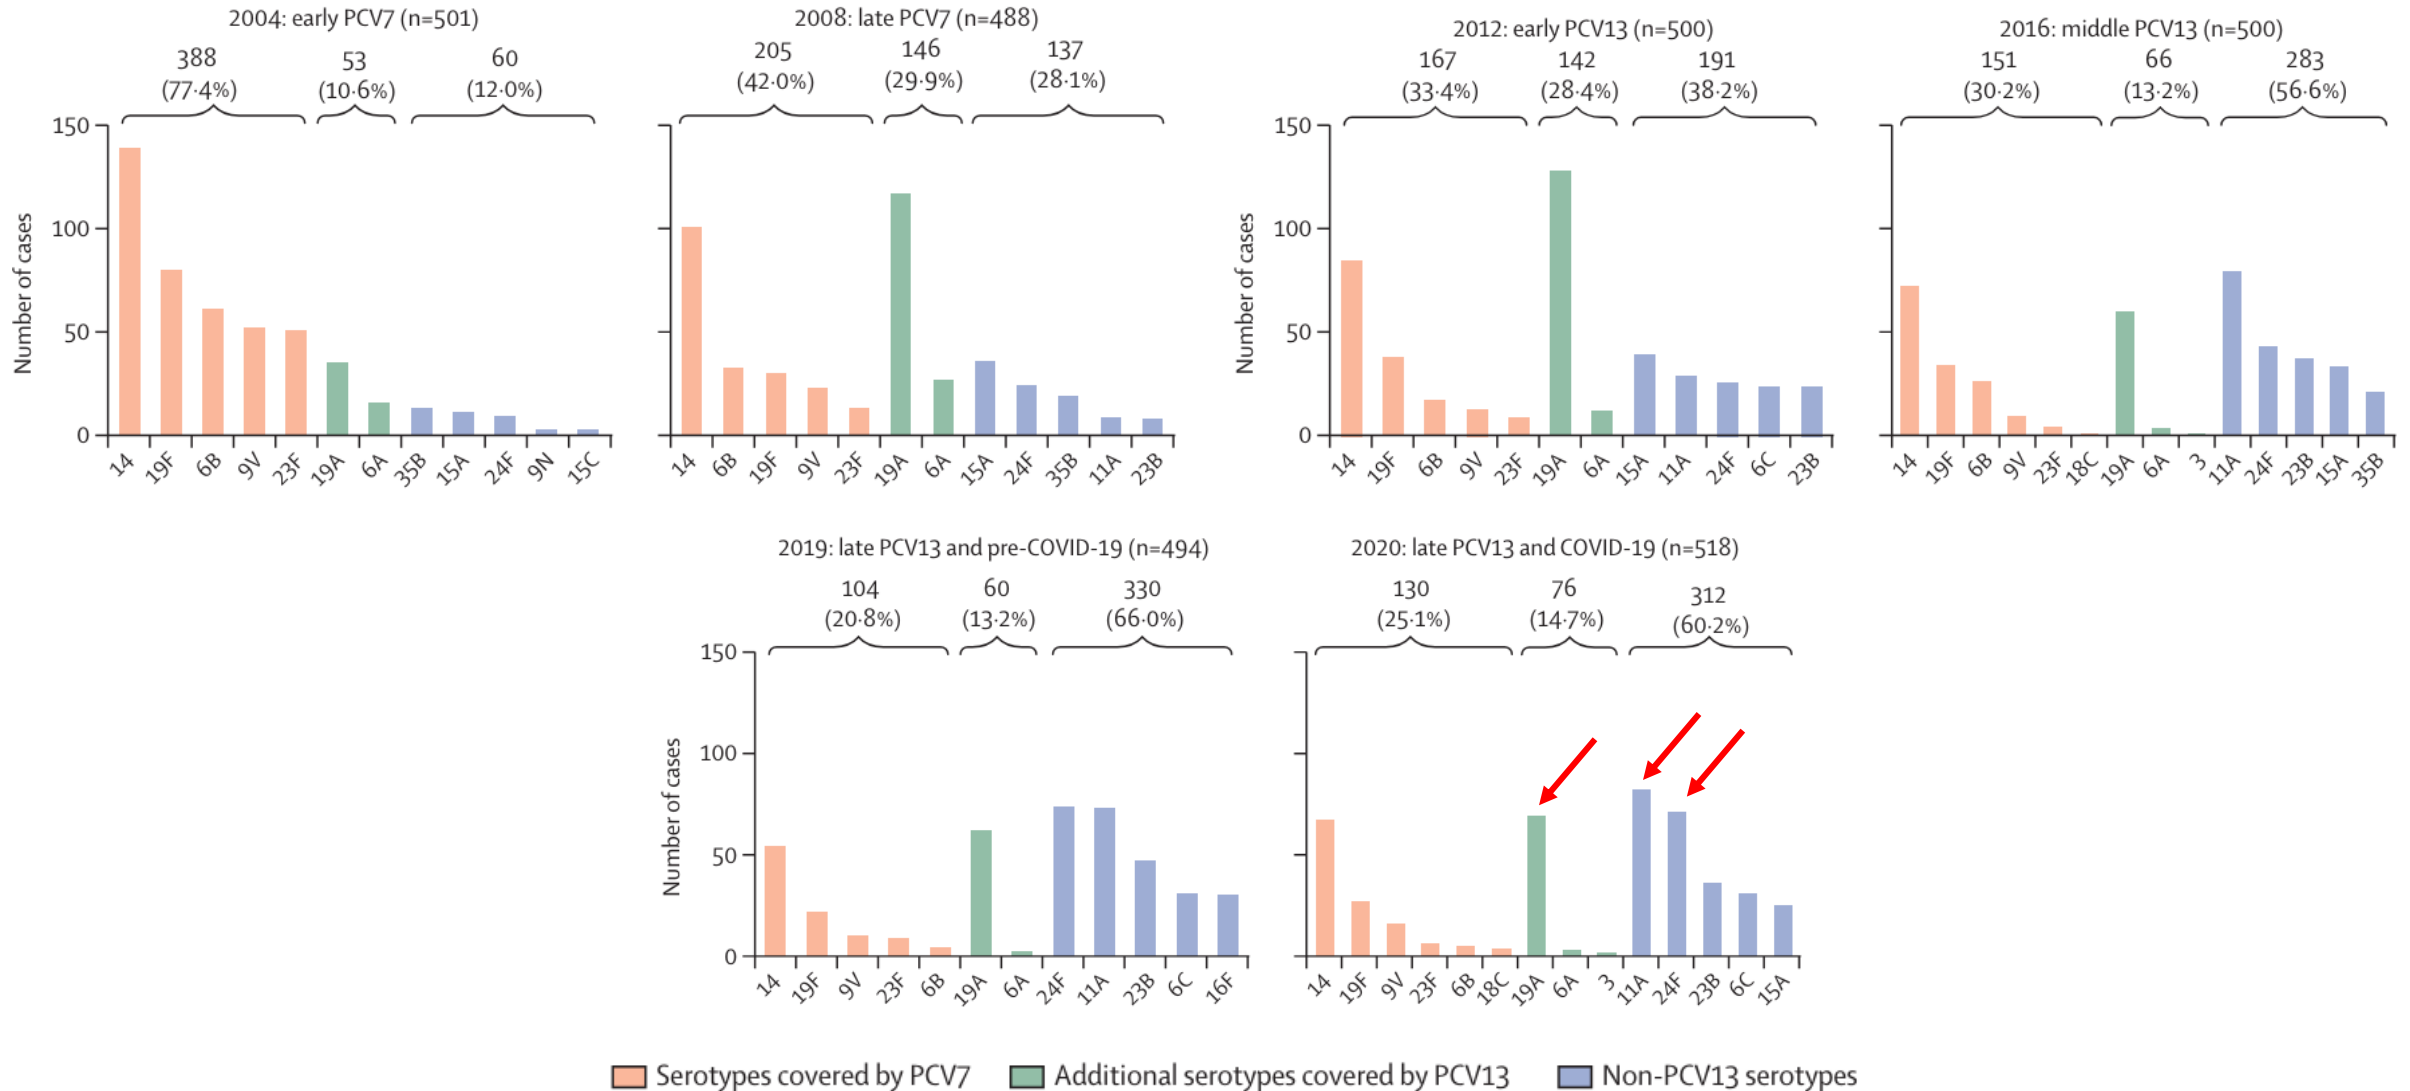 2004: early PCV7 (n=501)
388
(77·4%)
53
(10·6%)
60
(12·0%)
Number of cases
150
100
50
0
14
19F
6B
9V
23F
19A
6A
35B
15A
24F
9N
15C
2008: late PCV7 (n=488)
205
(42·0%)
146
(29·9%)
137
(28·1%)
14
6B
19F
9V
23F
19A
6A
15A
24F
35B
11A
23B
2012: early PCV13 (n=500)
167
(33·4%)
142
(28·4%)
191
(38·2%)
Number of cases
150
100
50
0
14
19F
6B
9V
23F
19A
6A
15A
11A
24F
6C
23B
2016: middle PCV13 (n=500)
151
(30·2%)
66
(13·2%)
283
(56·6%)
14
19F
6B
9V
23F
18C
19A
6A
3
11A
24F
23B
15A
35B
2019: late PCV13 and pre-COVID-19 (n=494)
104
(20·8%)
60
(13·2%)
330
(66·0%)
Number of cases
150
100
50
0
14
19F
9V
23F
6B
19A
6A
24F
11A
23B
6C
16F
2020: late PCV13 and COVID-19 (n=518)
130
(25·1%)
76
(14·7%)
312
(60·2%)
14
19F
9V
23F
6B
18C
19A
6A
3
11A
24F
23B
6C
15A
Serotypes covered by PCV7
Additional serotypes covered by PCV13
Non-PCV13 serotypes